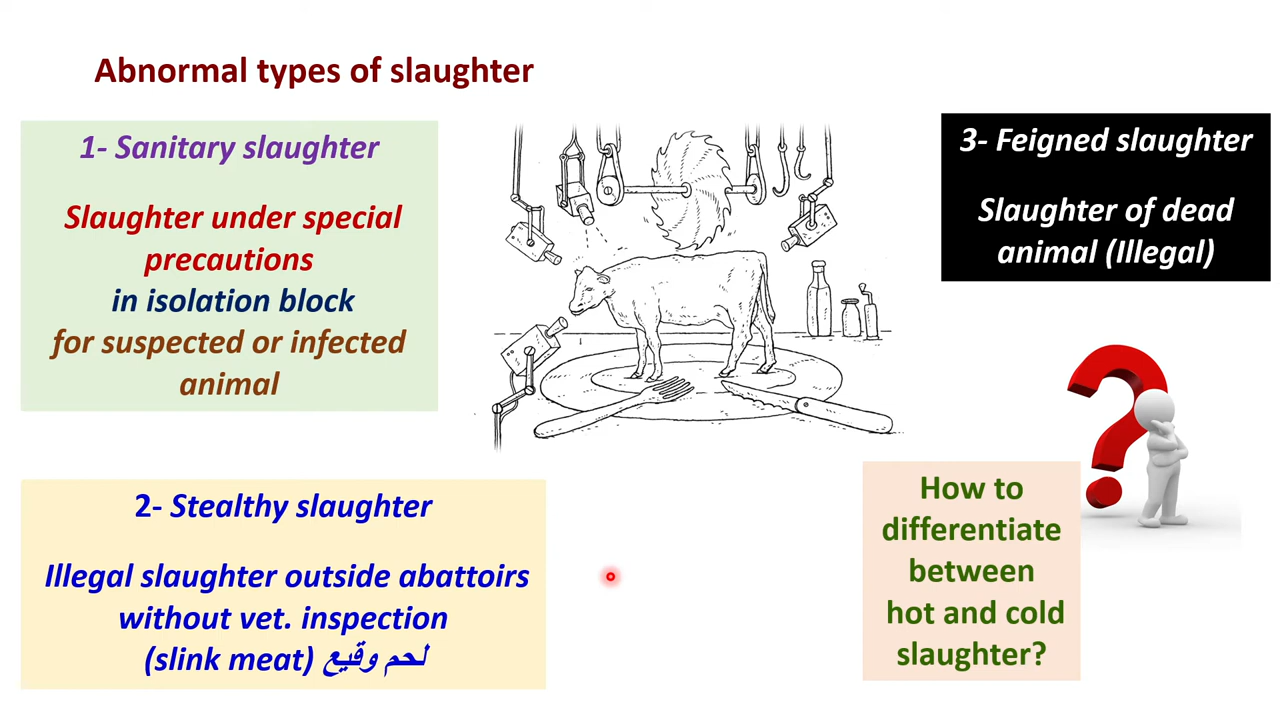 Abnormal types of slaughter
1- Sanitary slaughter
Slaughter under special
precautions
in isolation block
for suspected or infected
animal
2- Stealthy slaughter
Illegal slaughter outside abattoirs
without vet. inspection
(slink meat) لحم وقيع
3- Feigned slaughter
Slaughter of dead
animal (Illegal)
How to
differentiate
between
hot and cold
slaughter?